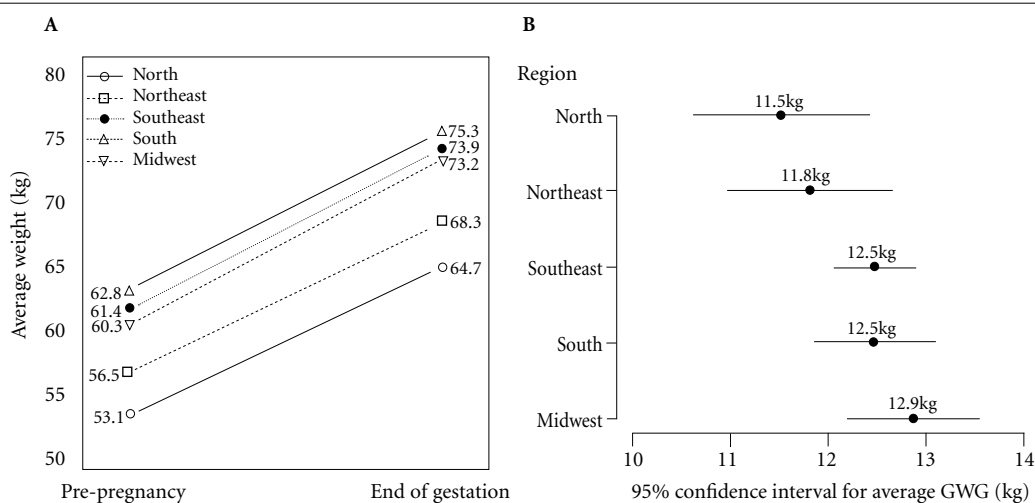 A
80
75
70
65
60
55
50
Average weight (kg)
North
Northeast
Southeast
South
Midwest
62.8
61.4
60.3
56.5
53.1
75.3
73.9
73.2
68.3
64.7
Pre-pregnancy
End of gestation
B
Region
North
11.5kg
Northeast
11.8kg
Southeast
12.5kg
South
12.5kg
Midwest
12.9kg
10
11
12
13
14
95% confidence interval for average GWG (kg)